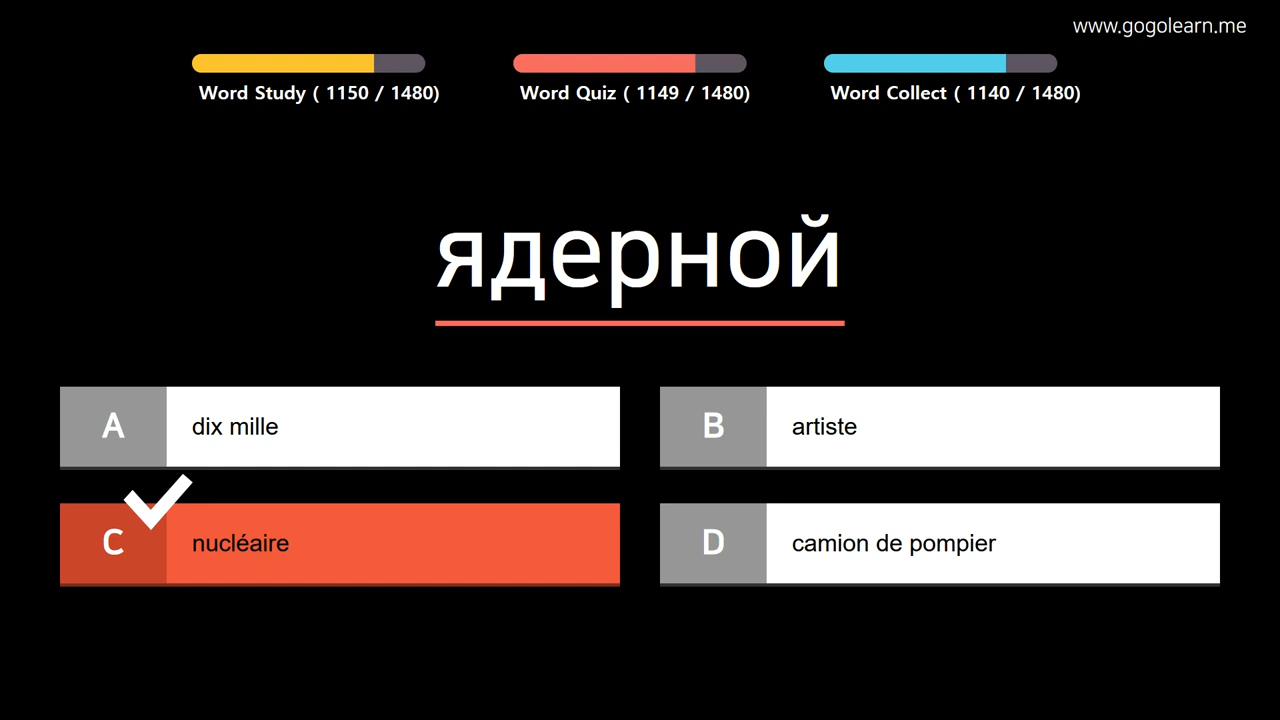 www.gogolearn.me
Word Study ( 1150 / 1480)
Word Quiz ( 1149 / 1480)
Word Collect ( 1140 / 1480)
ядерной
A dix mille
B artiste
C nucléaire
D camion de pompier